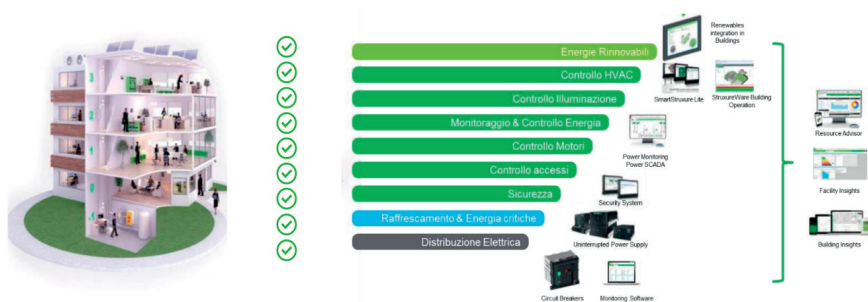 Renewables
integration in
Buildings
Energie Rinnovabili
Controllo HVAC
SmartStruxure Lite
StruxureWare Building
Operation
Controllo Illuminazione
Monitoraggio & Controllo Energia
Controllo Motori
Power Monitoring
Power SCADA
Controllo accessi
Sicurezza
Security System
Raffrescamento & Energia critiche
Distribuzione Elettrica
Uninterrupted Power Supply
Circuit Breakers
Monitoring Software
Resource Advisor
Facility Insights
Building Insights